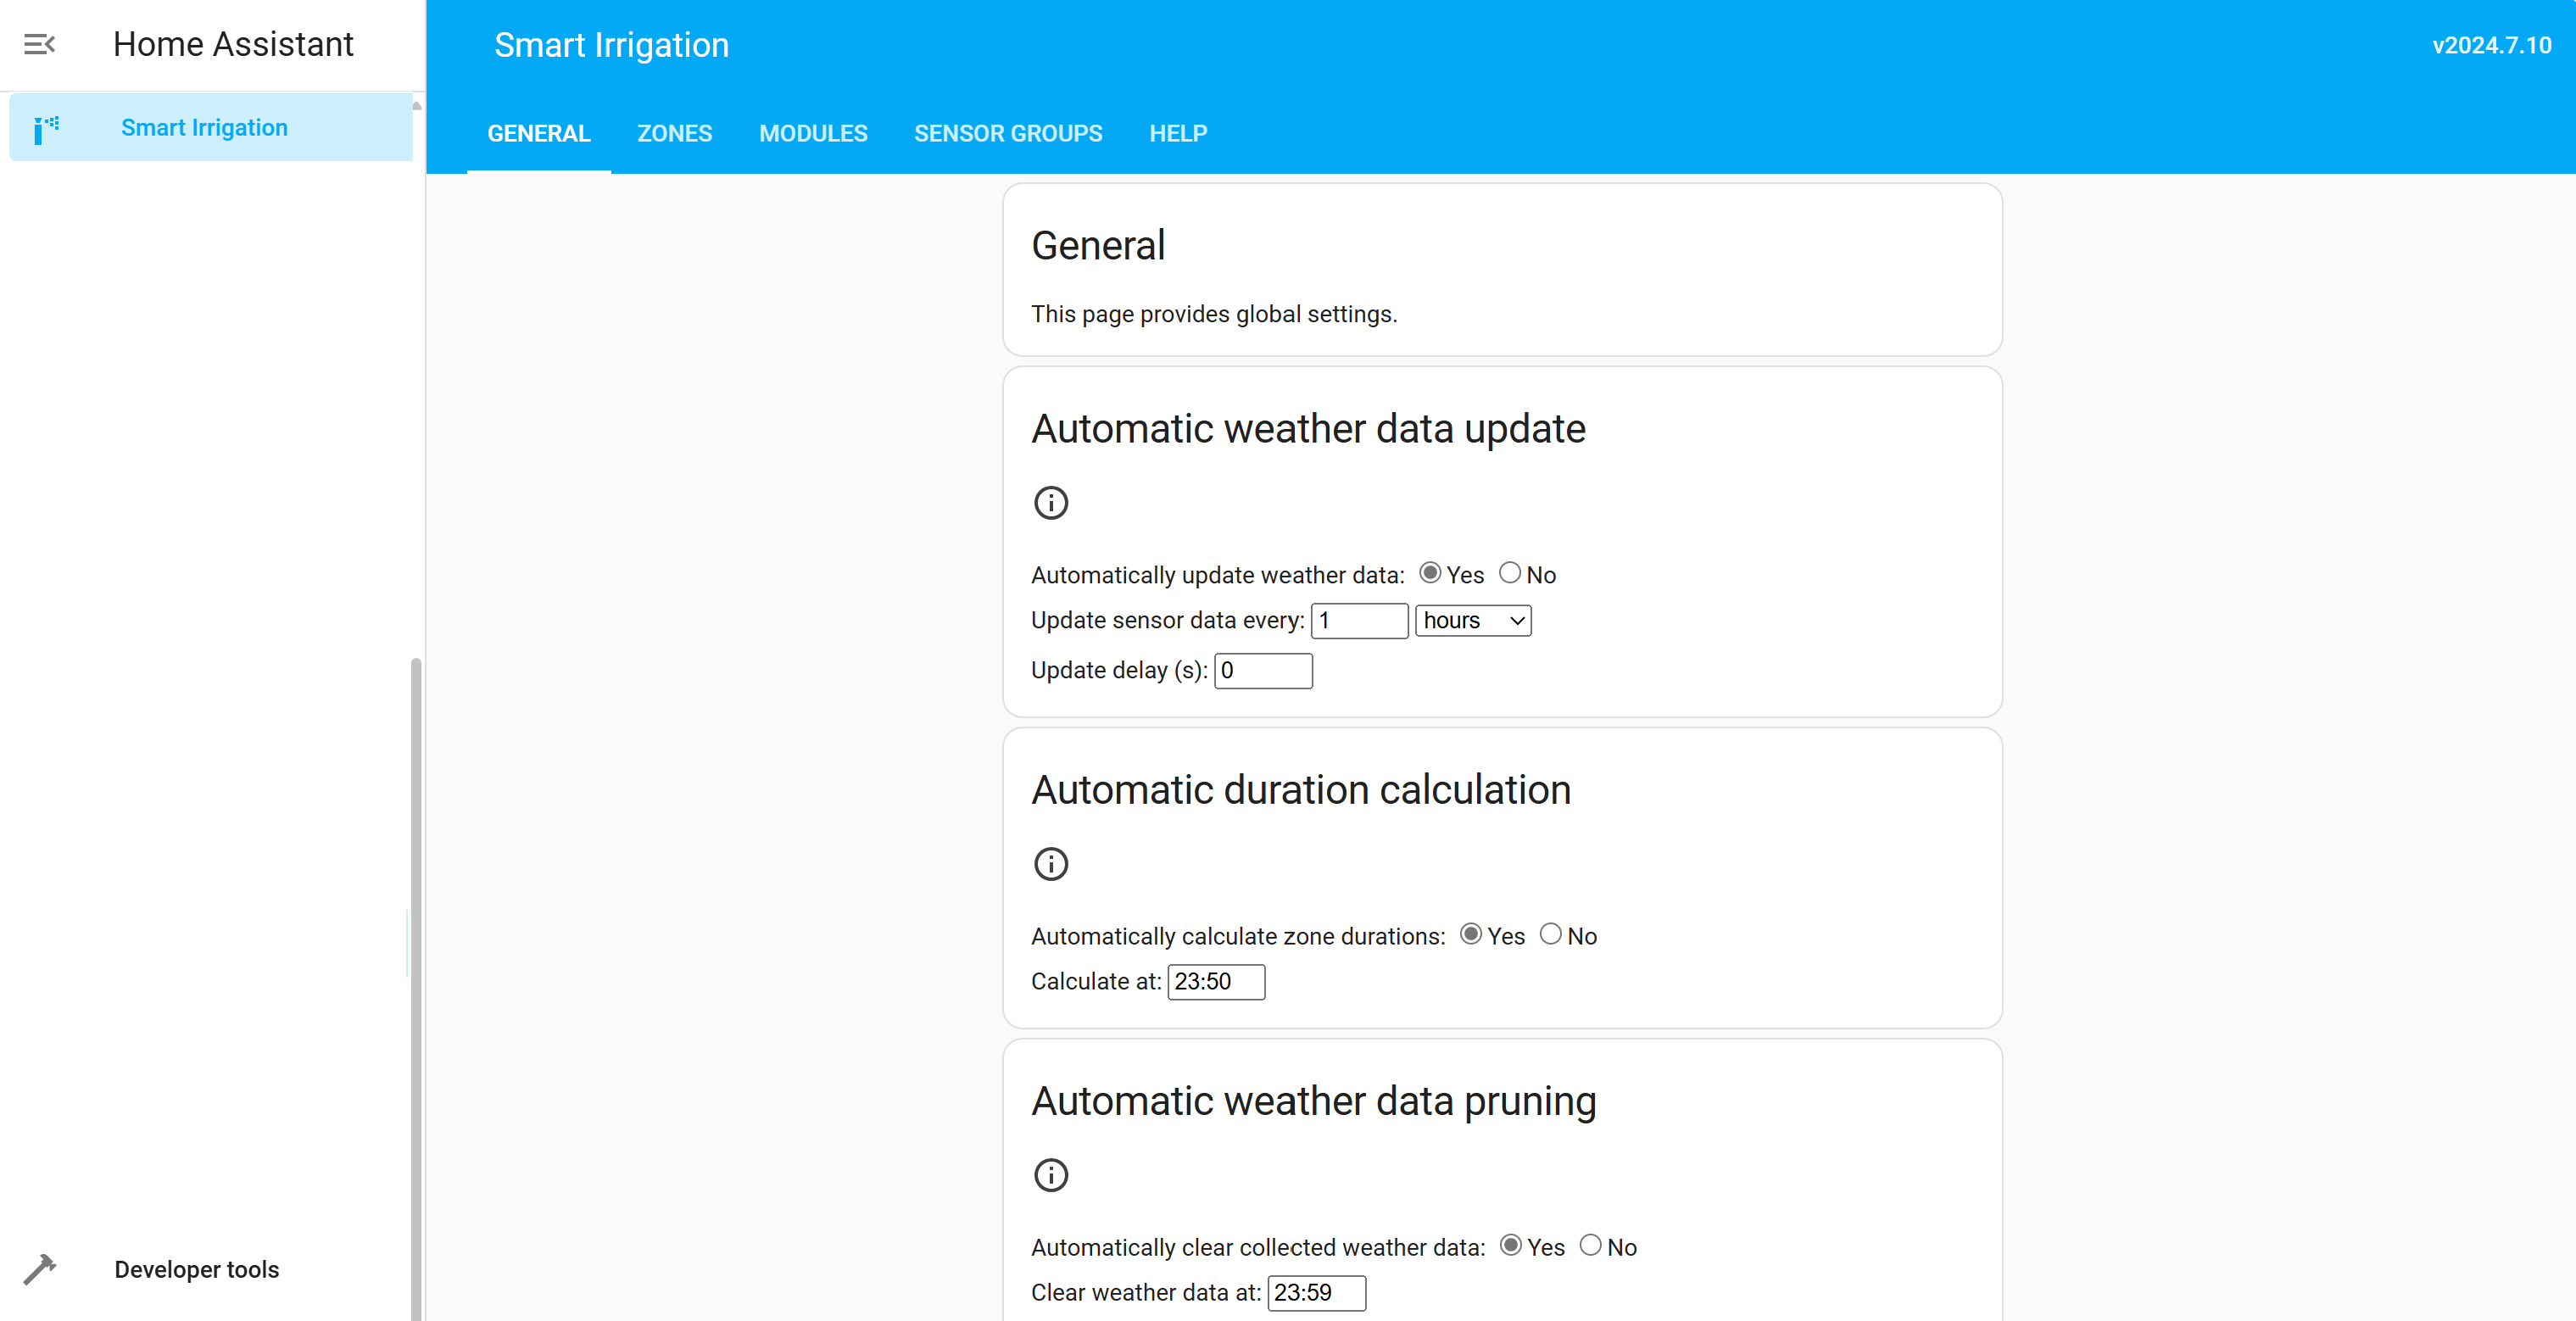 Home Assistant
Smart Irrigation
Developer tools
Smart Irrigation
v2024.7.10
GENERAL ZONES MODULES SENSOR GROUPS HELP
General
This page provides global settings.
Automatic weather data update
Automatically update weather data: Yes No
Update sensor data every: 1 hours
Update delay (s): 0
Automatic duration calculation
Automatically calculate zone durations: Yes No
Calculate at: 23:50
Automatic weather data pruning
Automatically clear collected weather data: Yes No
Clear weather data at: 23:59